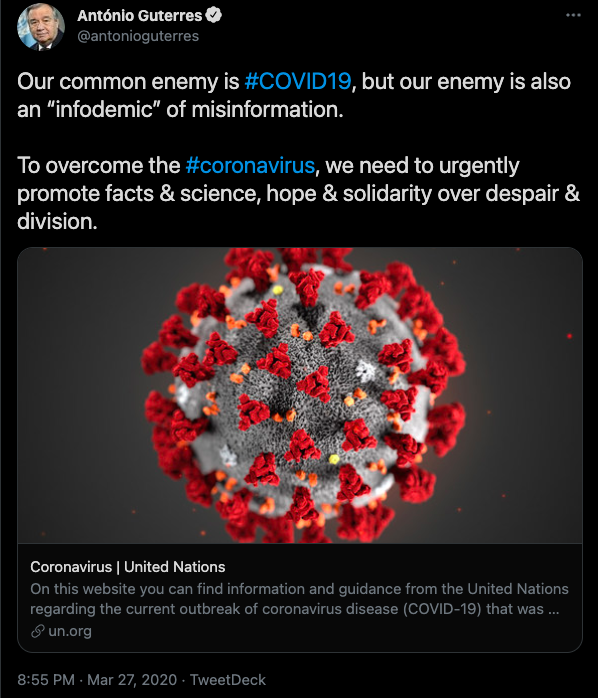 António Guterres
@antonioguterres
Our common enemy is #COVID19, but our enemy is also
an “infodemic” of misinformation.
To overcome the #coronavirus, we need to urgently
promote facts & science, hope & solidarity over despair &
division.
Coronavirus | United Nations
On this website you can find information and guidance from the United Nations
regarding the current outbreak of coronavirus disease (COVID-19) that was ...
un.org
8:55 PM · Mar 27, 2020 · TweetDeck